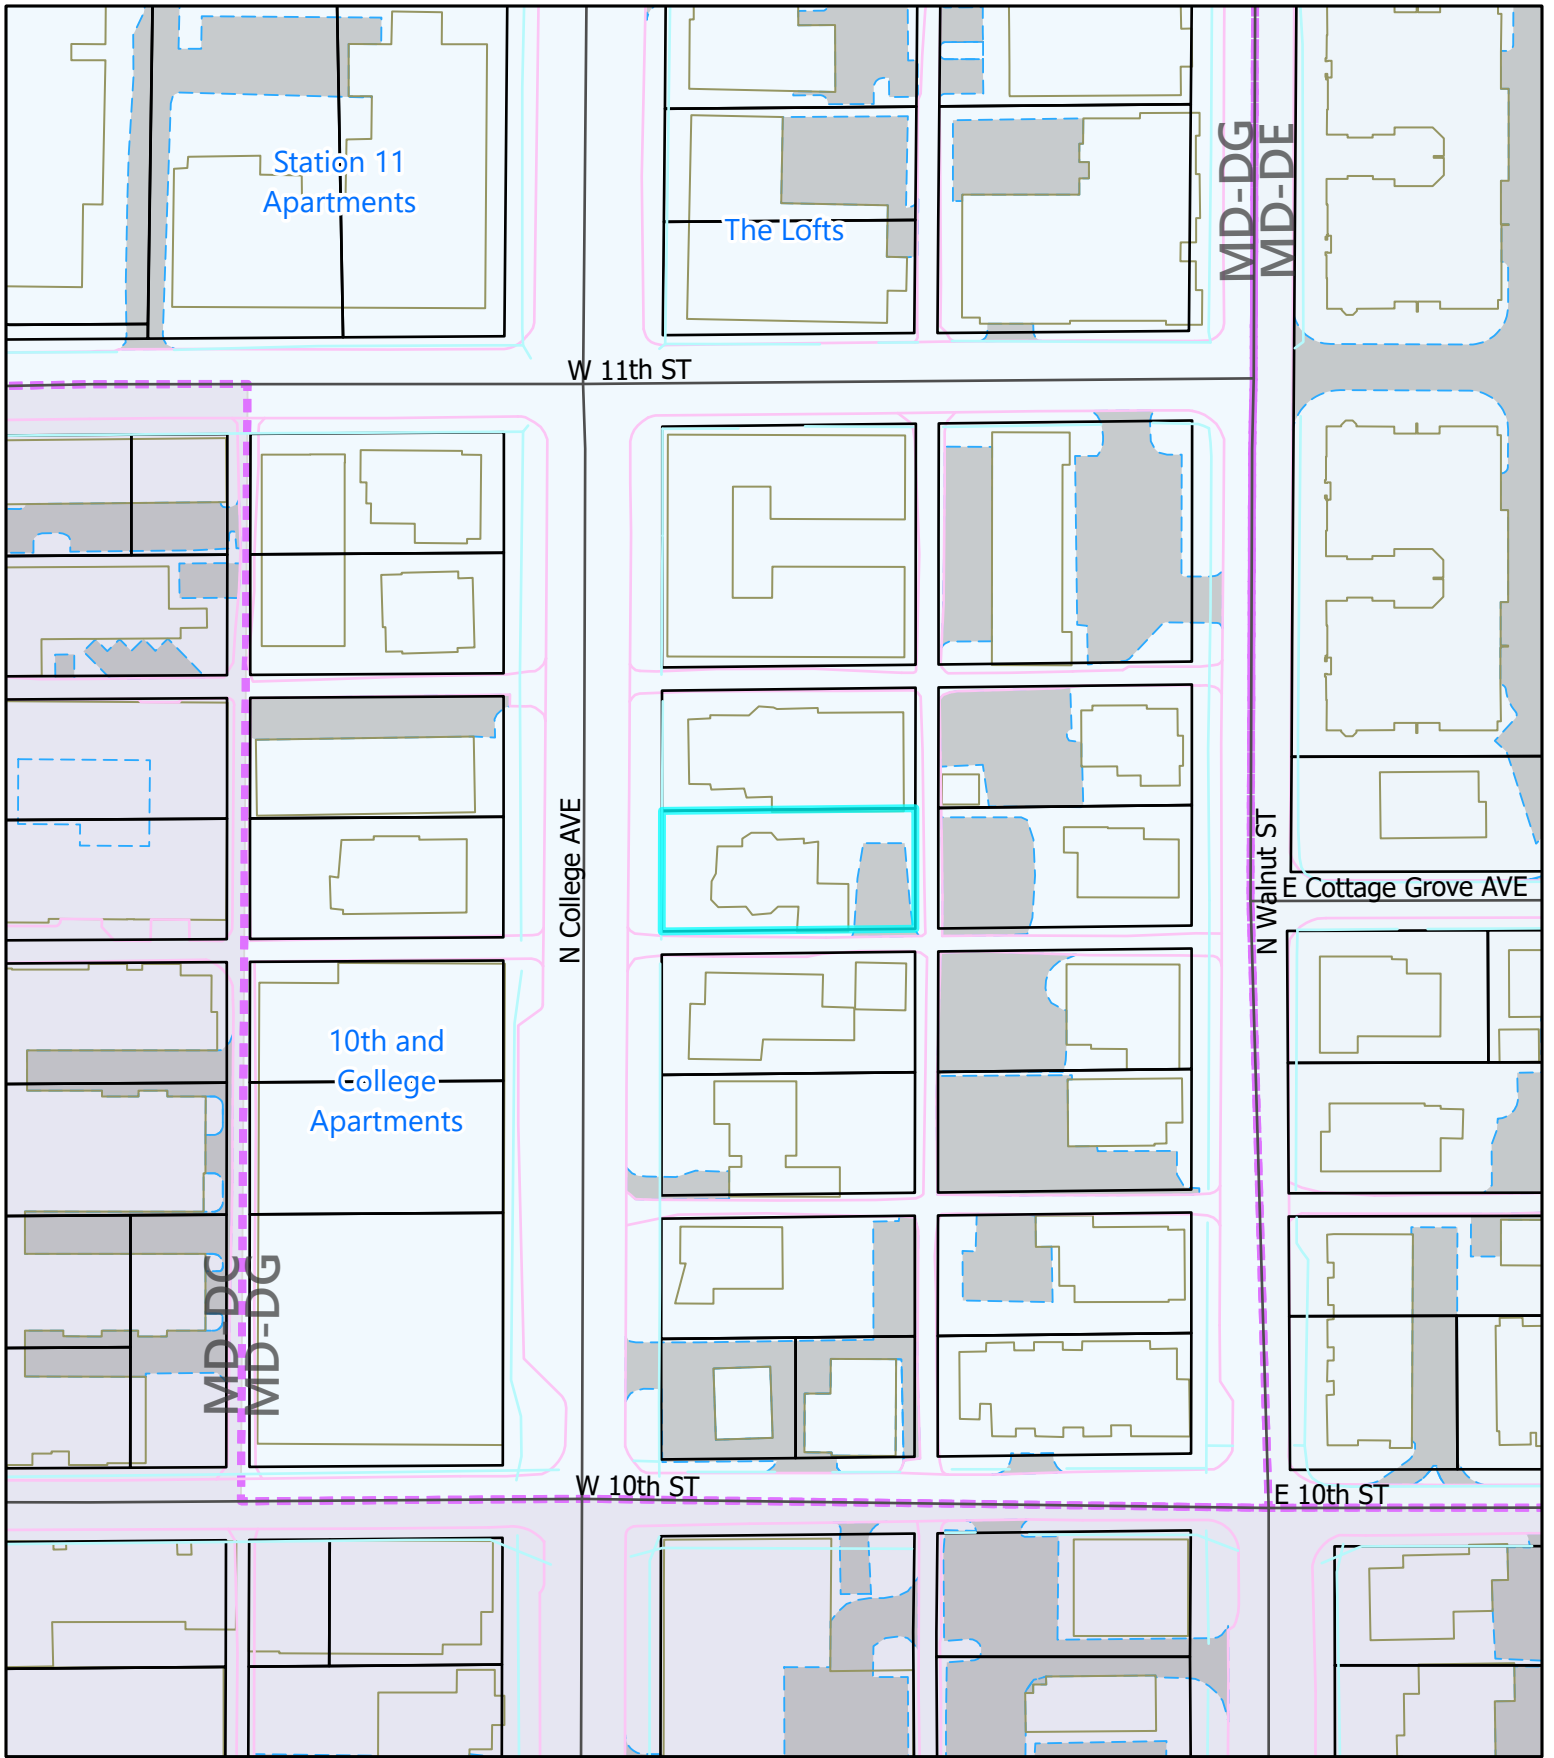 MD-DG
MD-DE
Station 11
Apartments
The Lofts
W 11th ST
N College AVE
N Walnut ST
E Cottage Grove AVE
10th and
College
Apartments
MD-DC
MD-DG
W 10th ST
E 10th ST